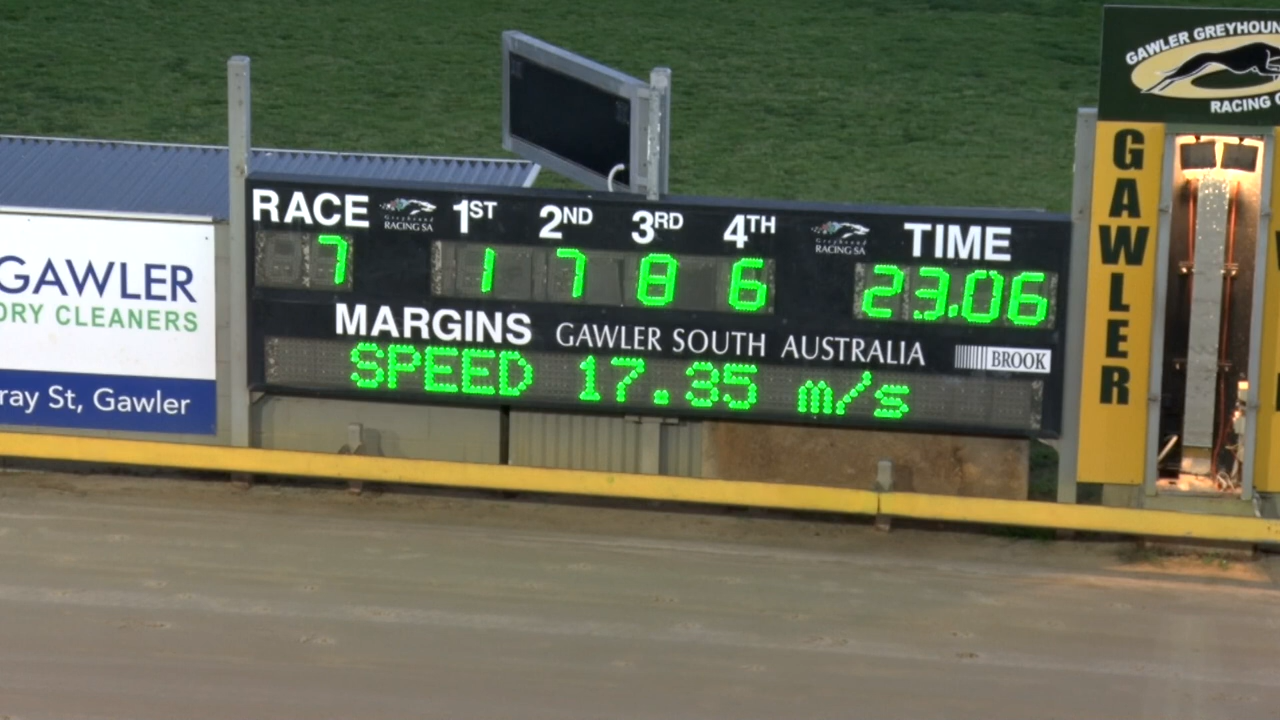 GAWLER GREYHOUN
RACING
RACE 1ST 2ND 3RD 4TH TIME
Greyhound RACING SA
Greyhound RACING SA
7 1 7 8 6 23.06
MARGINS GAWLER SOUTH AUSTRALIA BROOK
SPEED 17.35 m/s
GAWLER
ORY CLEANERS
ray St, Gawler
GAWLER